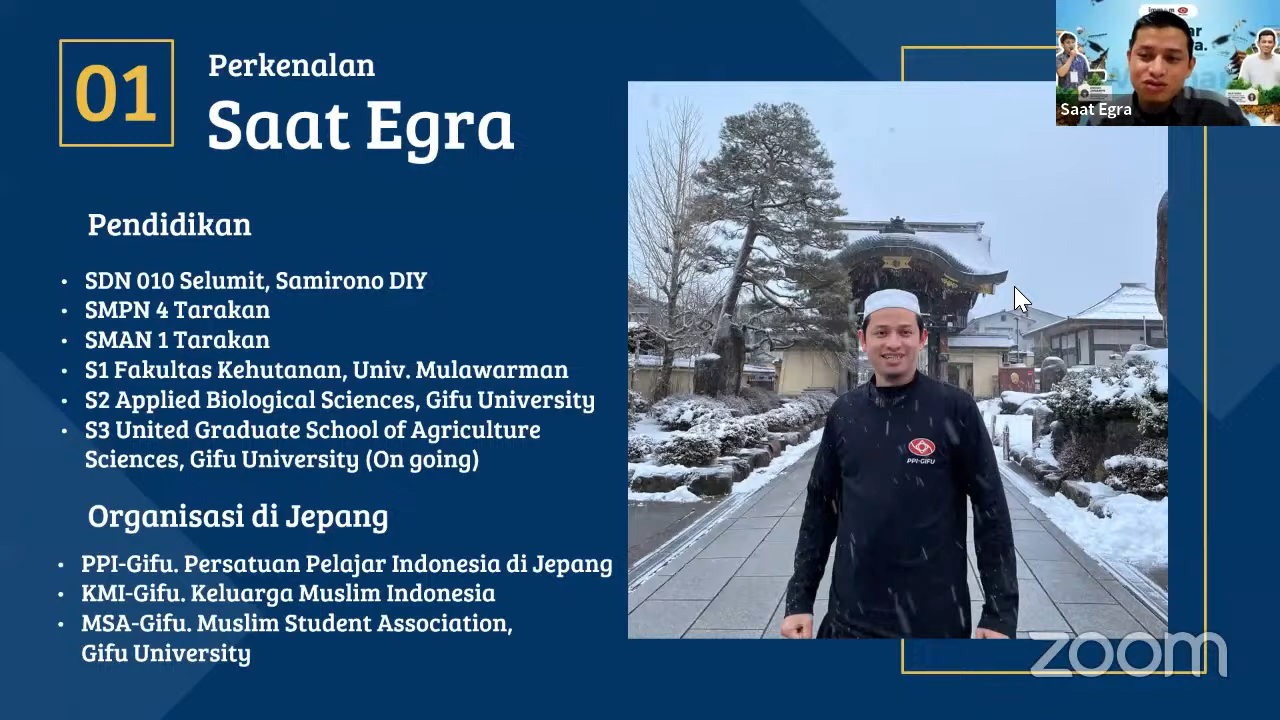 01
Perkenalan
Saat Egra
Pendidikan
• SDN 010 Selumit, Samirono DIY
• SMPN 4 Tarakan
• SMAN 1 Tarakan
• S1 Fakultas Kehutanan, Univ. Mulawarman
• S2 Applied Biological Sciences, Gifu University
• S3 United Graduate School of Agriculture
Sciences, Gifu University (On going)
Organisasi di Jepang
• PPI-Gifu. Persatuan Pelajar Indonesia di Jepang
• KMI-Gifu. Keluarga Muslim Indonesia
• MSA-Gifu. Muslim Student Association,
Gifu University
PPI-GIFU
Saat Egra
zoom